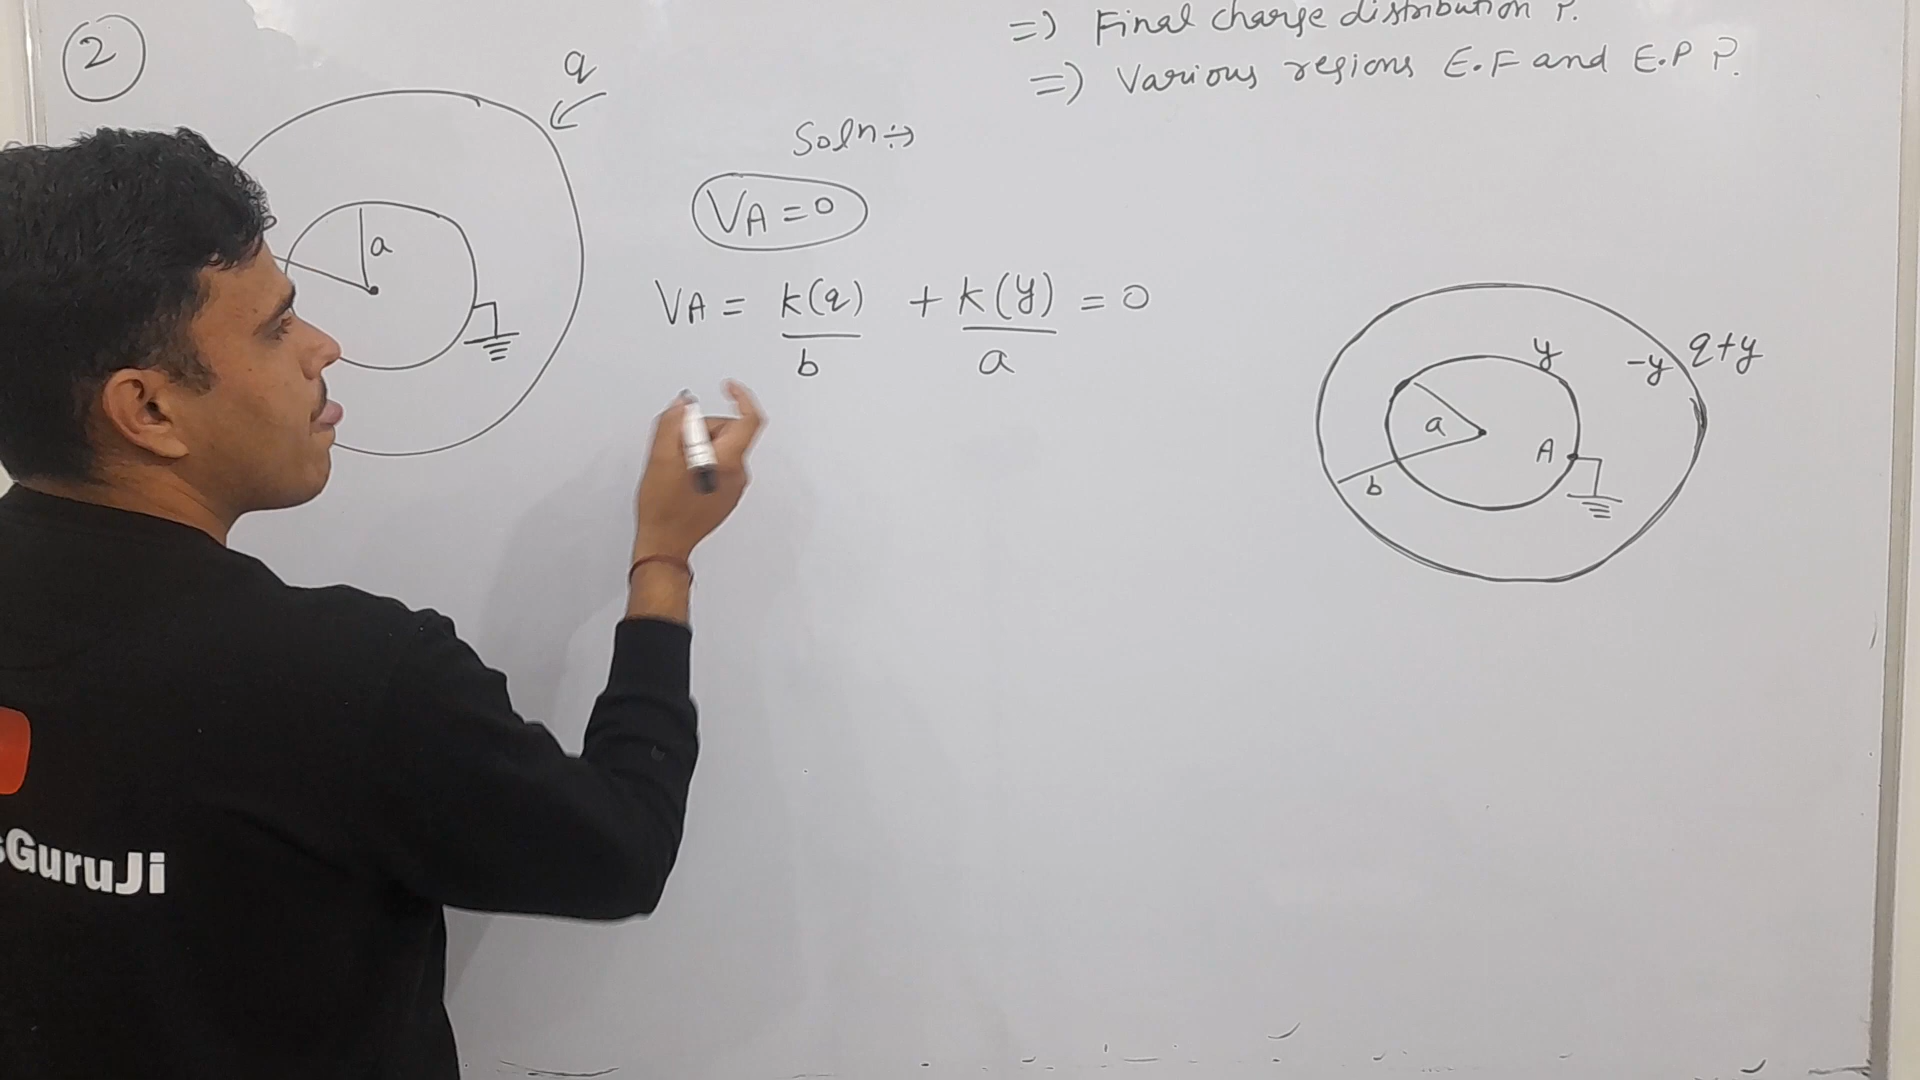 2
q
=> Final charge distribution ?.
=> Various regions E.F and E.P ?.
Soln ÷>
VA = 0
a
VA = k(q)/b + k(y)/a = 0
y
-y
q+y
a
A
b
sGuruJi